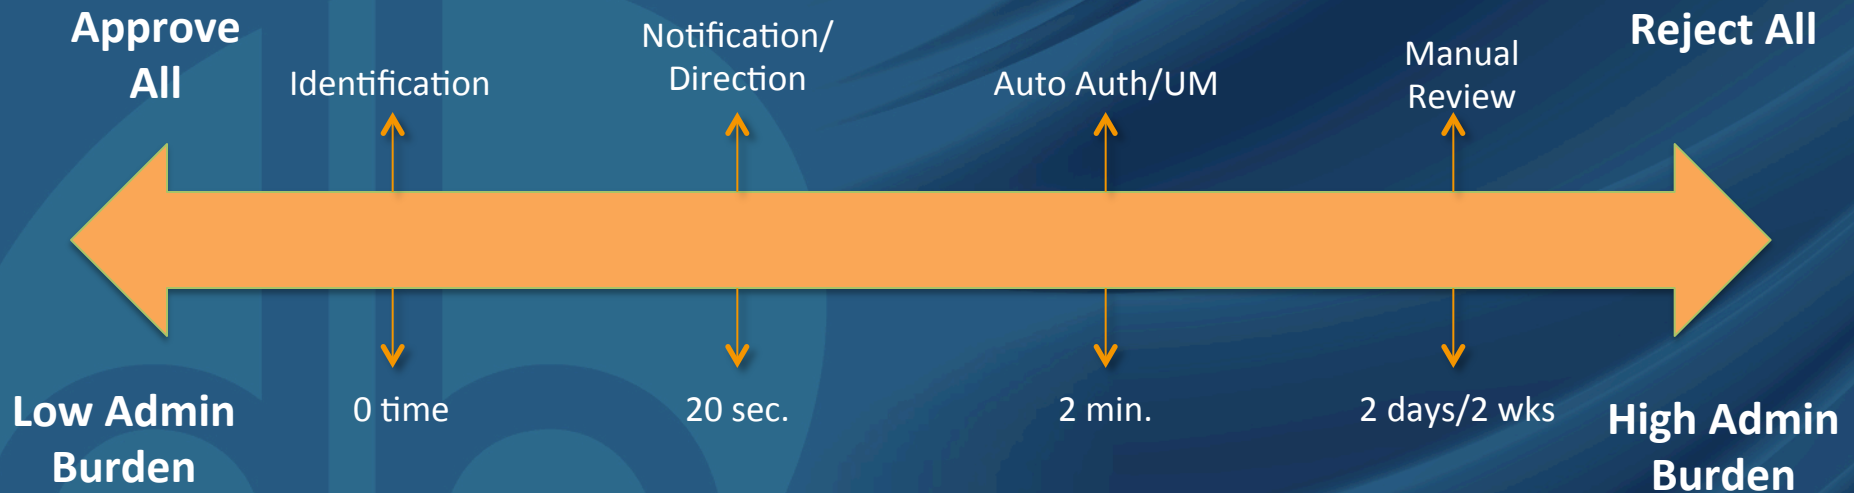 Approve
All
Identification
Notification/
Direction
Auto Auth/UM
Manual
Review
Reject All
Low Admin
Burden
0 time
20 sec.
2 min.
2 days/2 wks
High Admin
Burden